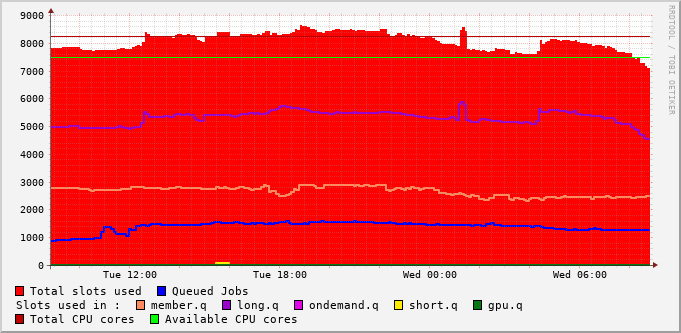 9000
8000
7000
6000
5000
4000
3000
2000
1000
0
Tue 12:00 Tue 18:00 Wed 00:00 Wed 06:00
RRDTOOL / TOBI OETIKER
Total slots used Queued Jobs
Slots used in : member.q long.q ondemand.q short.q gpu.q
Total CPU cores Available CPU cores